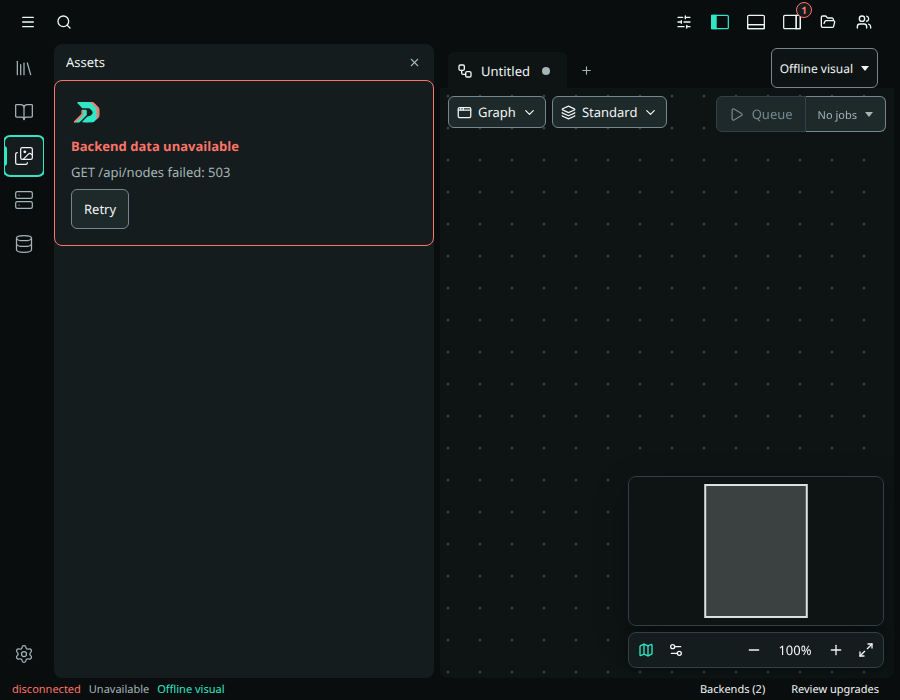 1
Assets
Untitled
Offline visual
Graph
Standard
Queue
No jobs
Backend data unavailable
GET /api/nodes failed: 503
Retry
100%
disconnected
Unavailable
Offline visual
Backends (2)
Review upgrades